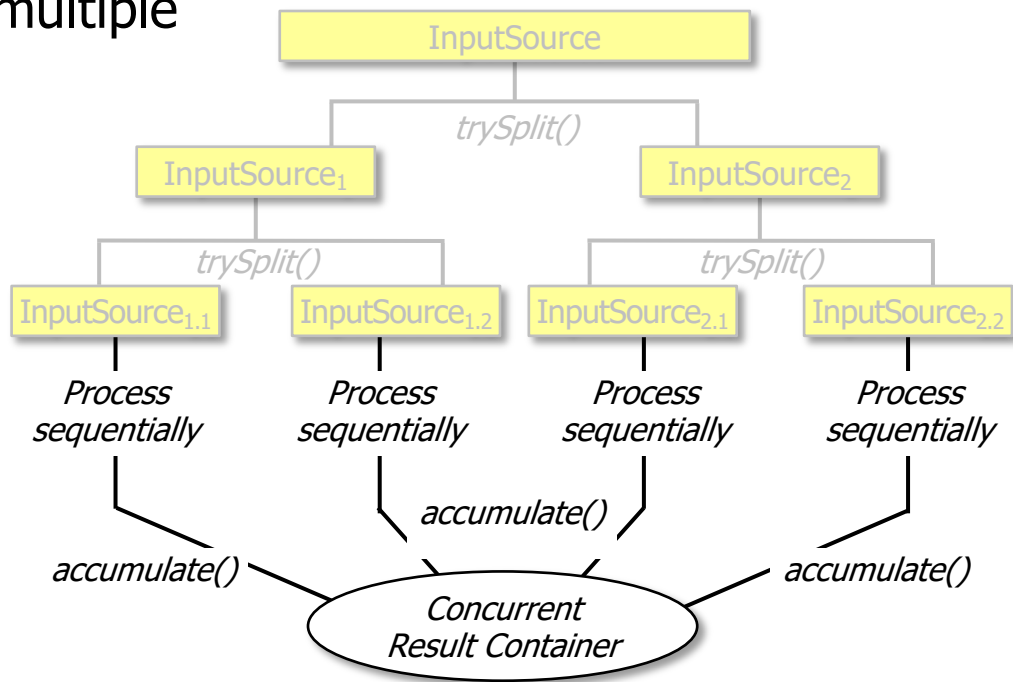 multiple
InputSource
trySplit()
InputSource₁
InputSource₂
trySplit()
trySplit()
InputSource₁.₁
InputSource₁.₂
InputSource₂.₁
InputSource₂.₂
Process
sequentially
Process
sequentially
Process
sequentially
Process
sequentially
accumulate()
accumulate()
accumulate()
Concurrent
Result Container